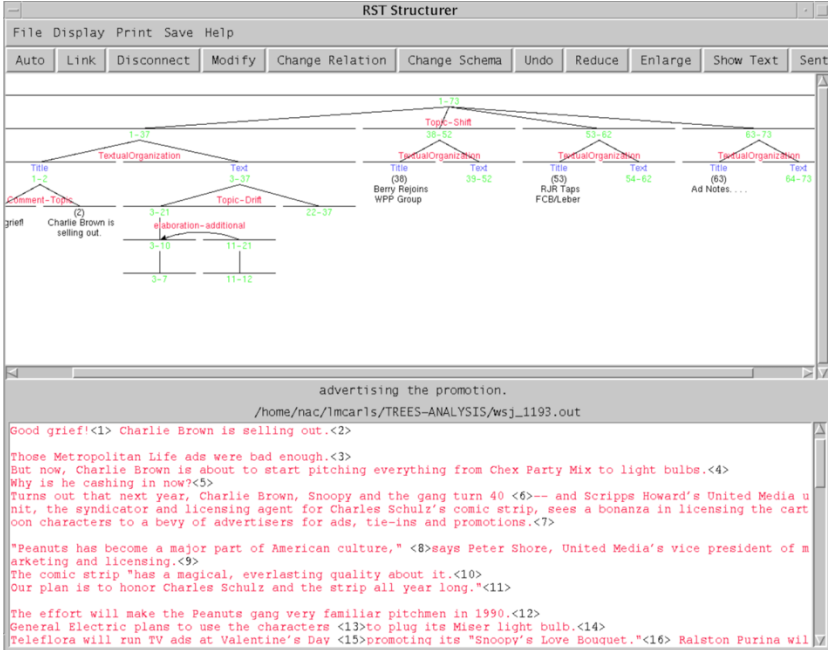 RST Structurer
File Display Print Save Help
Auto Link Disconnect Modify Change Relation Change Schema Undo Reduce Enlarge Show Text Sent
1-73
Topic-Shift
1-37 38-52 53-62 63-73
TextualOrganization TextualOrganization TextualOrganization TextualOrganization
Title Text Title Text Title Text Title Text
1-2 3-37 (38) 39-52 (53) 54-62 (63) 64-73
Berry Rejoins RJR Taps Ad Notes. . . .
WPP Group FCB/Leber
Comment-Topic Topic-Drift
(2) 3-21 22-37
grief! Charlie Brown is
selling out.
elaboration-additional
3-10 11-21
3-7 11-12
advertising the promotion.
/home/nac/lmcarls/TREES-ANALYSIS/wsj_1193.out
Good grief!<1> Charlie Brown is selling out.<2>
Those Metropolitan Life ads were bad enough.<3>
But now, Charlie Brown is about to start pitching everything from Chex Party Mix to light bulbs.<4>
Why is he cashing in now?<5>
Turns out that next year, Charlie Brown, Snoopy and the gang turn 40 <6>-- and Scripps Howard's United Media u
nit, the syndicator and licensing agent for Charles Schulz's comic strip, sees a bonanza in licensing the cart
oon characters to a bevy of advertisers for ads, tie-ins and promotions.<7>
"Peanuts has become a major part of American culture," <8>says Peter Shore, United Media's vice president of m
arketing and licensing.<9>
The comic strip "has a magical, everlasting quality about it.<10>
Our plan is to honor Charles Schulz and the strip all year long."<11>
The effort will make the Peanuts gang very familiar pitchmen in 1990.<12>
General Electric plans to use the characters <13>to plug its Miser light bulb.<14>
Teleflora will run TV ads at Valentine's Day <15>promoting its "Snoopy's Love Bouquet."<16> Ralston Purina wil